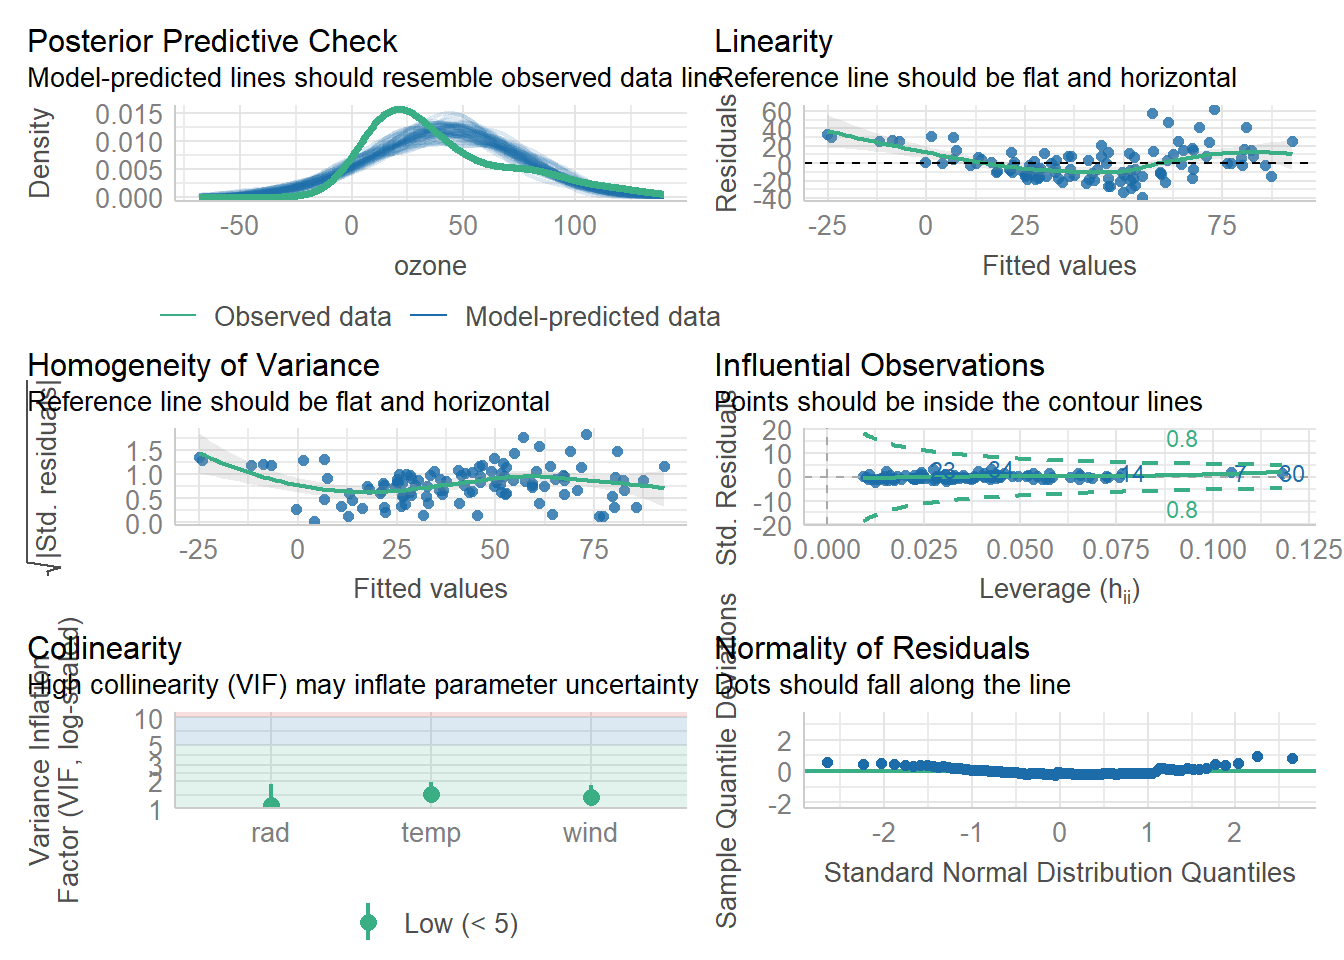 Posterior Predictive Check
Model-predicted lines should resemble observed data line
Density
0.015
0.010
0.005
0.000
-50
0
50
100
ozone
Observed data
Model-predicted data
Linearity
Reference line should be flat and horizontal
Residuals
60
40
20
0
-20
-40
-25
0
25
50
75
Fitted values
Homogeneity of Variance
Reference line should be flat and horizontal
√|Std. residuals|
1.5
1.0
0.5
0.0
-25
0
25
50
75
Fitted values
Influential Observations
Points should be inside the contour lines
Std. Residuals
20
10
0
-10
-20
0.8
0.8
23
34
14
7
30
0.000
0.025
0.050
0.075
0.100
0.125
Leverage (hii)
Collinearity
High collinearity (VIF) may inflate parameter uncertainty
Variance Inflation
Factor (VIF, log-scaled)
10
5
3
2
1
rad
temp
wind
Low (< 5)
Normality of Residuals
Dots should fall along the line
Sample Quantile Deviations
2
0
-2
-2
-1
0
1
2
Standard Normal Distribution Quantiles